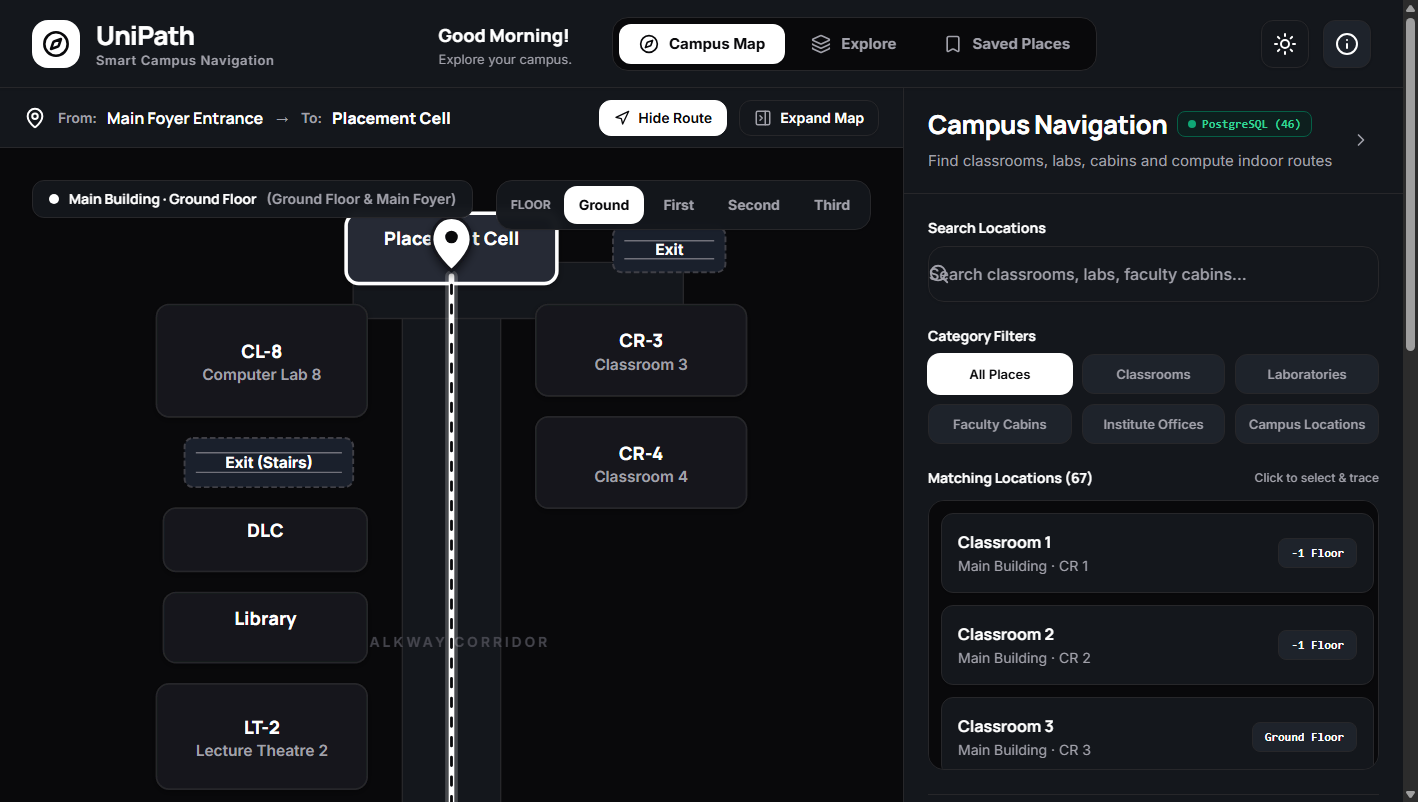 UniPath
Smart Campus Navigation
Good Morning!
Explore your campus.
Campus Map
Explore
Saved Places
From: Main Foyer Entrance → To: Placement Cell
Hide Route
Expand Map
Main Building · Ground Floor (Ground Floor & Main Foyer)
FLOOR Ground First Second Third
Place t Cell
Exit
CL-8
Computer Lab 8
CR-3
Classroom 3
CR-4
Classroom 4
Exit (Stairs)
DLC
Library
ALKWAY CORRIDOR
LT-2
Lecture Theatre 2
Campus Navigation
PostgreSQL (46)
Find classrooms, labs, cabins and compute indoor routes
Search Locations
Search classrooms, labs, faculty cabins...
Category Filters
All Places Classrooms Laboratories
Faculty Cabins Institute Offices Campus Locations
Matching Locations (67)
Click to select & trace
Classroom 1
Main Building · CR 1
-1 Floor
Classroom 2
Main Building · CR 2
-1 Floor
Classroom 3
Main Building · CR 3
Ground Floor